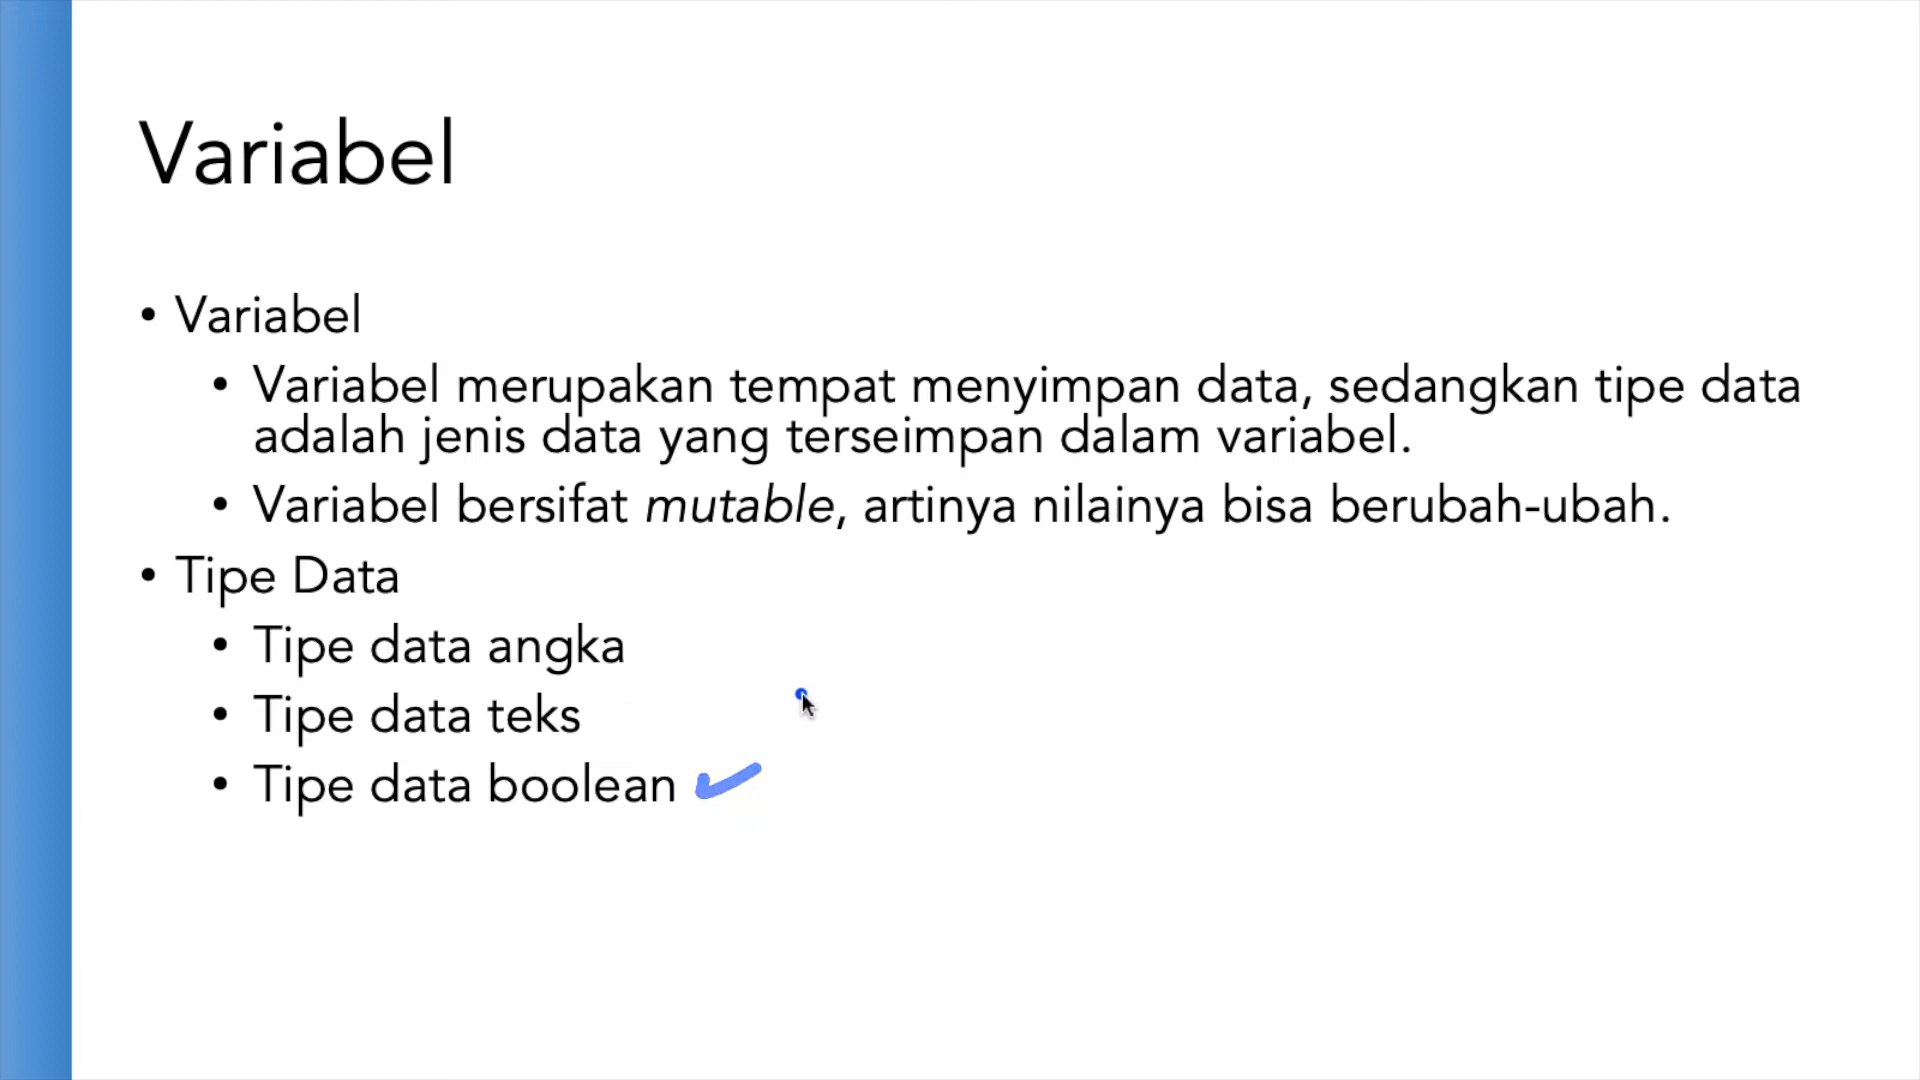 Variabel
• Variabel
• Variabel merupakan tempat menyimpan data, sedangkan tipe data
adalah jenis data yang terseimpan dalam variabel.
• Variabel bersifat mutable, artinya nilainya bisa berubah-ubah.
• Tipe Data
• Tipe data angka
• Tipe data teks
• Tipe data boolean